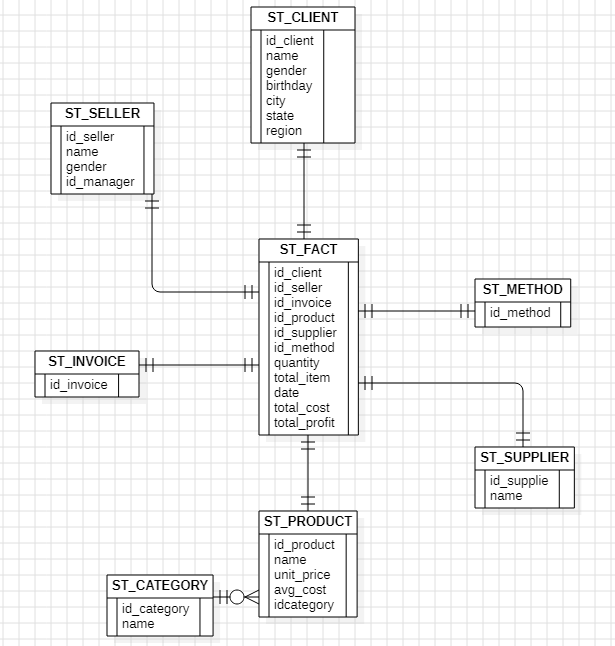 ST_CLIENT
id_client
name
gender
birthday
city
state
region
ST_SELLER
id_seller
name
gender
id_manager
ST_FACT
id_client
id_seller
id_invoice
id_product
id_supplier
id_method
quantity
total_item
date
total_cost
total_profit
ST_METHOD
id_method
ST_INVOICE
id_invoice
ST_SUPPLIER
id_supplie
name
ST_PRODUCT
id_product
name
unit_price
avg_cost
idcategory
ST_CATEGORY
id_category
name